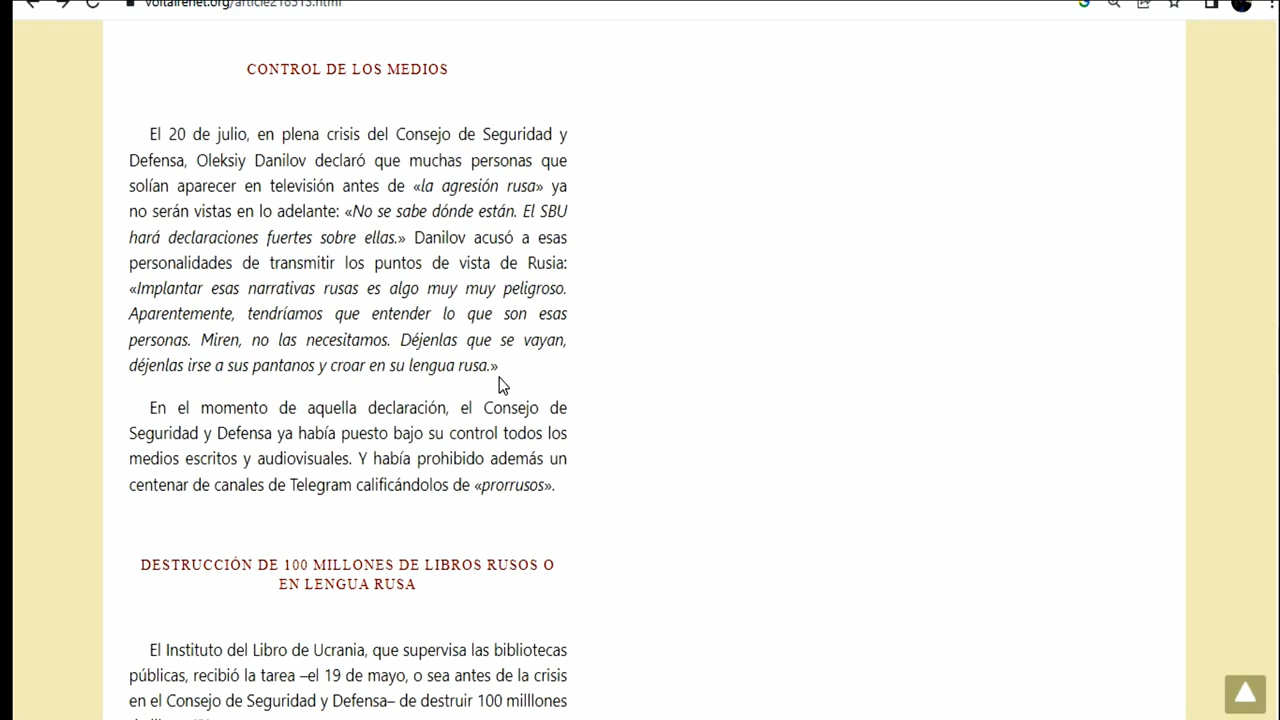 voltairenet.org/article218313.html
CONTROL DE LOS MEDIOS
El 20 de julio, en plena crisis del Consejo de Seguridad y
Defensa, Oleksiy Danilov declaró que muchas personas que
solían aparecer en televisión antes de «la agresión rusa» ya
no serán vistas en lo adelante: «No se sabe dónde están. El SBU
hará declaraciones fuertes sobre ellas.» Danilov acusó a esas
personalidades de transmitir los puntos de vista de Rusia:
«Implantar esas narrativas rusas es algo muy muy peligroso.
Aparentemente, tendríamos que entender lo que son esas
personas. Miren, no las necesitamos. Déjenlas que se vayan,
déjenlas irse a sus pantanos y croar en su lengua rusa.»
En el momento de aquella declaración, el Consejo de
Seguridad y Defensa ya había puesto bajo su control todos los
medios escritos y audiovisuales. Y había prohibido además un
centenar de canales de Telegram calificándolos de «prorrusos».
DESTRUCCIÓN DE 100 MILLONES DE LIBROS RUSOS O
EN LENGUA RUSA
El Instituto del Libro de Ucrania, que supervisa las bibliotecas
públicas, recibió la tarea –el 19 de mayo, o sea antes de la crisis
en el Consejo de Seguridad y Defensa– de destruir 100 milllones